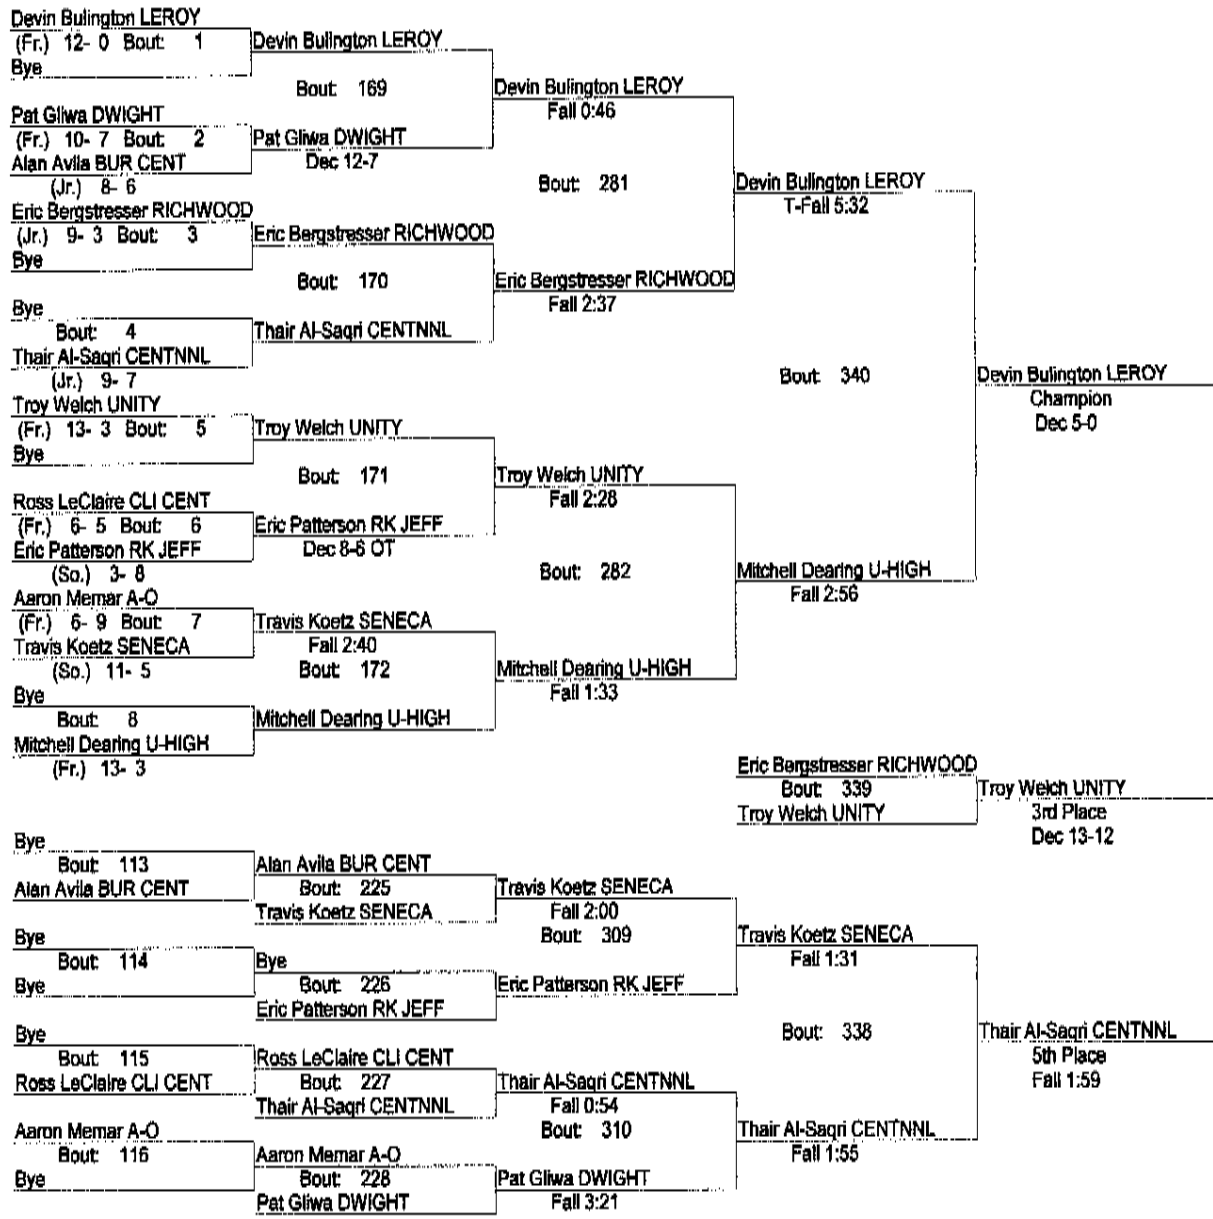 Devin Bulington LEROY
(Fr.) 12- 0 Bout: 1
Bye
Devin Bulington LEROY
Bout: 169
Pat Gliwa DWIGHT
(Fr.) 10- 7 Bout: 2
Alan Avila BUR CENT
(Jr.) 8- 6
Pat Gliwa DWIGHT
Dec 12-7
Devin Bulington LEROY
Fall 0:46
Bout: 281
Eric Bergstresser RICHWOOD
(Jr.) 9- 3 Bout: 3
Bye
Eric Bergstresser RICHWOOD
Bout: 170
Bye
Bout: 4
Thair Al-Saqri CENTNNL
(Jr.) 9- 7
Thair Al-Saqri CENTNNL
Eric Bergstresser RICHWOOD
Fall 2:37
Devin Bulington LEROY
T-Fall 5:32
Bout: 340
Troy Welch UNITY
(Fr.) 13- 3 Bout: 5
Bye
Troy Welch UNITY
Bout: 171
Ross LeClaire CLI CENT
(Fr.) 6- 5 Bout: 6
Eric Patterson RK JEFF
(So.) 3- 8
Eric Patterson RK JEFF
Dec 8-6 OT
Troy Welch UNITY
Fall 2:28
Bout: 282
Aaron Memar A-O
(Fr.) 6- 9 Bout: 7
Travis Koetz SENECA
(So.) 11- 5
Travis Koetz SENECA
Fall 2:40
Bout: 172
Bye
Bout: 8
Mitchell Dearing U-HIGH
(Fr.) 13- 3
Mitchell Dearing U-HIGH
Mitchell Dearing U-HIGH
Fall 1:33
Mitchell Dearing U-HIGH
Fall 2:56
Devin Bulington LEROY
Champion
Dec 5-0
Eric Bergstresser RICHWOOD
Bout: 339
Troy Welch UNITY
Troy Welch UNITY
3rd Place
Dec 13-12
Bye
Bout: 113
Alan Avila BUR CENT
Alan Avila BUR CENT
Bout: 225
Travis Koetz SENECA
Travis Koetz SENECA
Fall 2:00
Bout: 309
Bye
Bout: 114
Bye
Bye
Bout: 226
Eric Patterson RK JEFF
Eric Patterson RK JEFF
Travis Koetz SENECA
Fall 1:31
Bout: 338
Bye
Bout: 115
Ross LeClaire CLI CENT
Ross LeClaire CLI CENT
Bout: 227
Thair Al-Saqri CENTNNL
Thair Al-Saqri CENTNNL
Fall 0:54
Bout: 310
Aaron Memar A-O
Bout: 116
Bye
Aaron Memar A-O
Bout: 228
Pat Gliwa DWIGHT
Pat Gliwa DWIGHT
Fall 3:21
Thair Al-Saqri CENTNNL
Fall 1:55
Thair Al-Saqri CENTNNL
5th Place
Fall 1:59